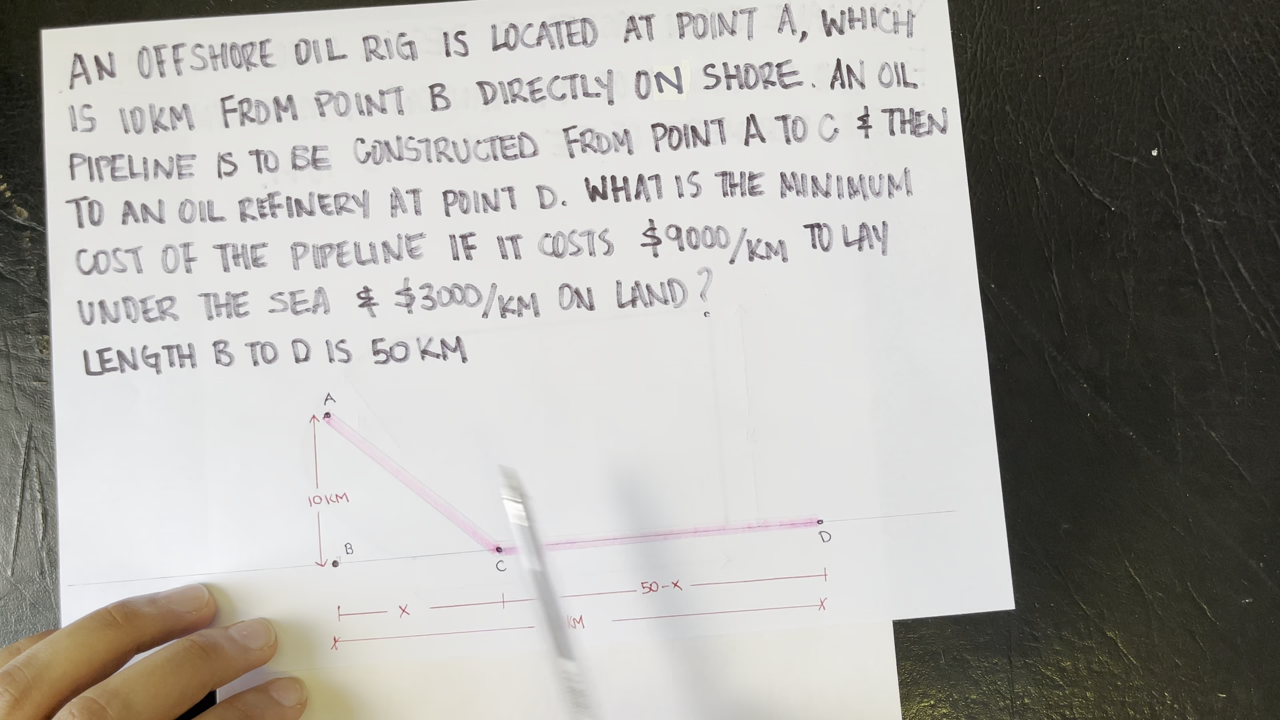 AN OFFSHORE OIL RIG IS LOCATED AT POINT A, WHICH
IS 10KM FROM POINT B DIRECTLY ON SHORE. AN OIL
PIPELINE IS TO BE CONSTRUCTED FROM POINT A TO C & THEN
TO AN OIL REFINERY AT POINT D. WHAT IS THE MINIMUM
COST OF THE PIPELINE IF IT COSTS $9000/KM TO LAY
UNDER THE SEA & $3000/KM ON LAND?
LENGTH B TO D IS 50KM
A
10KM
B
C
D
x
50-x
KM